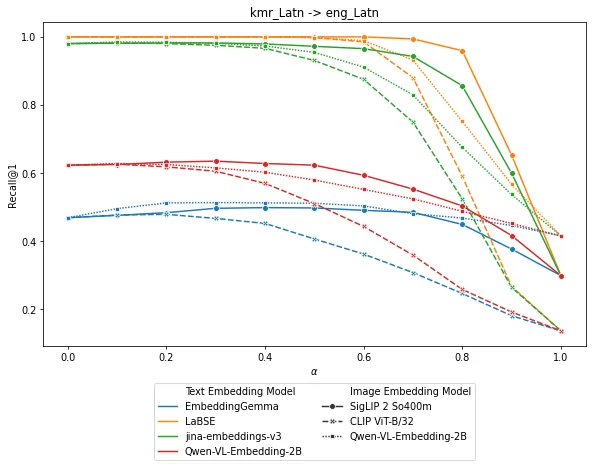 kmr_Latn -> eng_Latn
1.0
0.8
0.6
0.4
0.2
Recall@1
0.0 0.2 0.4 0.6 0.8 1.0
α
Text Embedding Model Image Embedding Model
EmbeddingGemma SigLIP 2 So400m
LaBSE CLIP ViT-B/32
jina-embeddings-v3 Qwen-VL-Embedding-2B
Qwen-VL-Embedding-2B